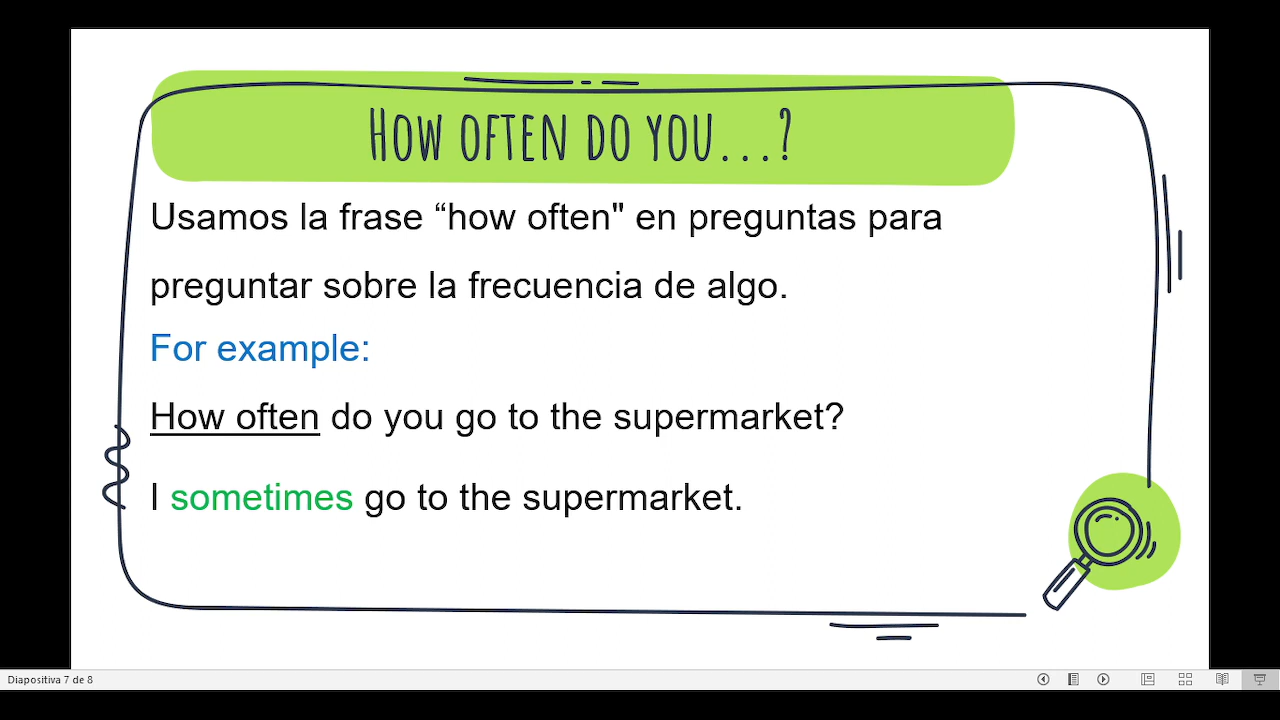 HOW OFTEN DO YOU...?
Usamos la frase “how often" en preguntas para
preguntar sobre la frecuencia de algo.
For example:
How often do you go to the supermarket?
I sometimes go to the supermarket.
Diapositiva 7 de 8